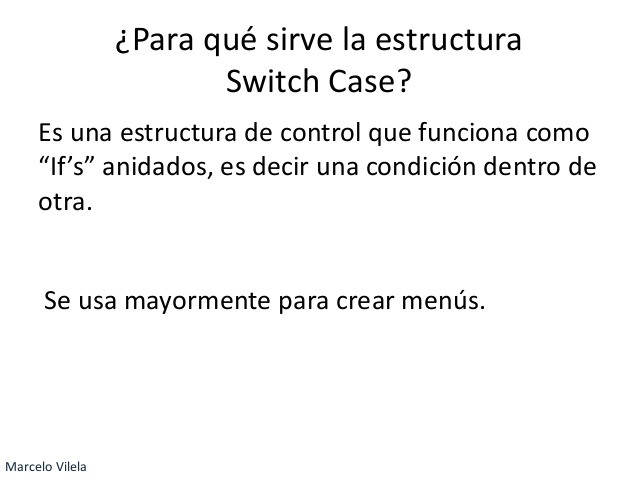 ¿Para qué sirve la estructura
Switch Case?
Es una estructura de control que funciona como
“If’s” anidados, es decir una condición dentro de
otra.
Se usa mayormente para crear menús.
Marcelo Vilela